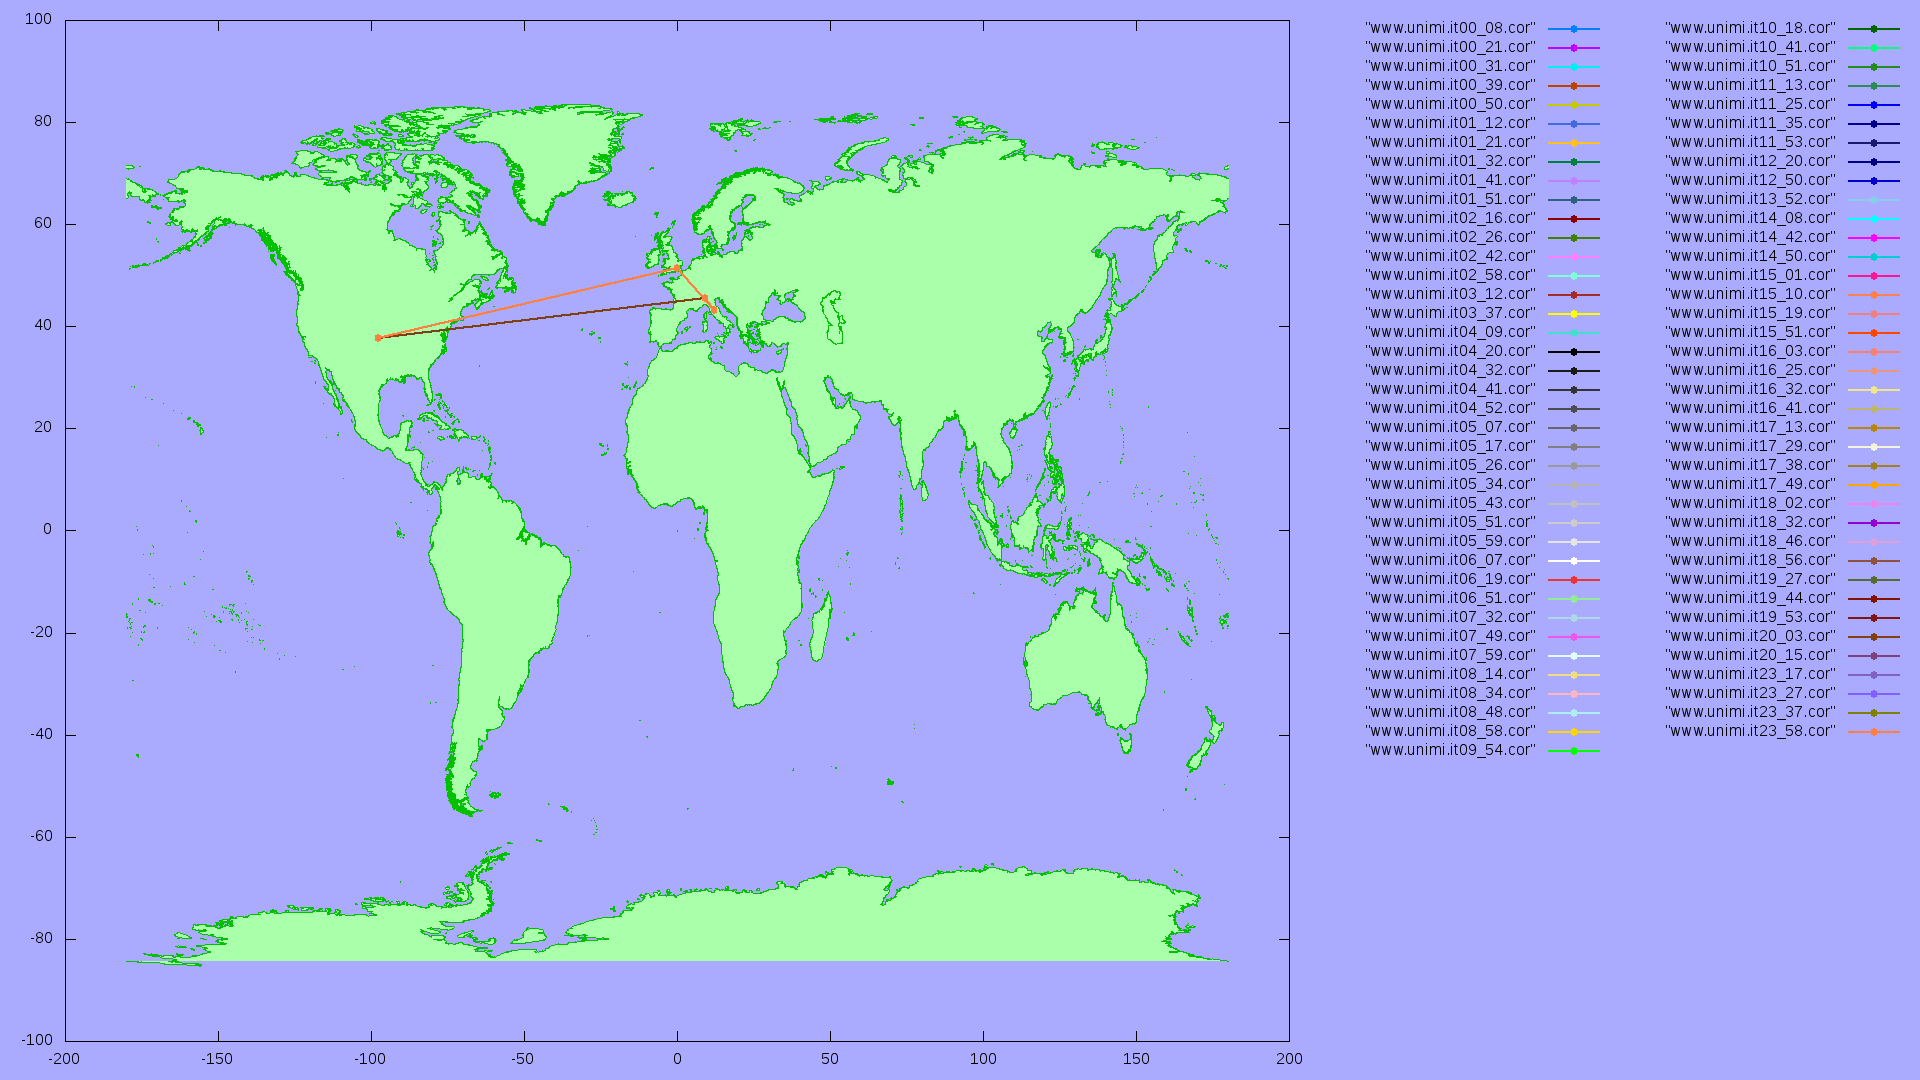 100
80
60
40
20
0
-20
-40
-60
-80
-100
-200 -150 -100 -50 0 50 100 150 200
"www.unimi.it00_08.cor"
"www.unimi.it00_21.cor"
"www.unimi.it00_31.cor"
"www.unimi.it00_39.cor"
"www.unimi.it00_50.cor"
"www.unimi.it01_12.cor"
"www.unimi.it01_21.cor"
"www.unimi.it01_32.cor"
"www.unimi.it01_41.cor"
"www.unimi.it01_51.cor"
"www.unimi.it02_16.cor"
"www.unimi.it02_26.cor"
"www.unimi.it02_42.cor"
"www.unimi.it02_58.cor"
"www.unimi.it03_12.cor"
"www.unimi.it03_37.cor"
"www.unimi.it04_09.cor"
"www.unimi.it04_20.cor"
"www.unimi.it04_32.cor"
"www.unimi.it04_41.cor"
"www.unimi.it04_52.cor"
"www.unimi.it05_07.cor"
"www.unimi.it05_17.cor"
"www.unimi.it05_26.cor"
"www.unimi.it05_34.cor"
"www.unimi.it05_43.cor"
"www.unimi.it05_51.cor"
"www.unimi.it05_59.cor"
"www.unimi.it06_07.cor"
"www.unimi.it06_19.cor"
"www.unimi.it06_51.cor"
"www.unimi.it07_32.cor"
"www.unimi.it07_49.cor"
"www.unimi.it07_59.cor"
"www.unimi.it08_14.cor"
"www.unimi.it08_34.cor"
"www.unimi.it08_48.cor"
"www.unimi.it08_58.cor"
"www.unimi.it09_54.cor"
"www.unimi.it10_18.cor"
"www.unimi.it10_41.cor"
"www.unimi.it10_51.cor"
"www.unimi.it11_13.cor"
"www.unimi.it11_25.cor"
"www.unimi.it11_35.cor"
"www.unimi.it11_53.cor"
"www.unimi.it12_20.cor"
"www.unimi.it12_50.cor"
"www.unimi.it13_52.cor"
"www.unimi.it14_08.cor"
"www.unimi.it14_42.cor"
"www.unimi.it14_50.cor"
"www.unimi.it15_01.cor"
"www.unimi.it15_10.cor"
"www.unimi.it15_19.cor"
"www.unimi.it15_51.cor"
"www.unimi.it16_03.cor"
"www.unimi.it16_25.cor"
"www.unimi.it16_32.cor"
"www.unimi.it16_41.cor"
"www.unimi.it17_13.cor"
"www.unimi.it17_29.cor"
"www.unimi.it17_38.cor"
"www.unimi.it17_49.cor"
"www.unimi.it18_02.cor"
"www.unimi.it18_32.cor"
"www.unimi.it18_46.cor"
"www.unimi.it18_56.cor"
"www.unimi.it19_27.cor"
"www.unimi.it19_44.cor"
"www.unimi.it19_53.cor"
"www.unimi.it20_03.cor"
"www.unimi.it20_15.cor"
"www.unimi.it23_17.cor"
"www.unimi.it23_27.cor"
"www.unimi.it23_37.cor"
"www.unimi.it23_58.cor"